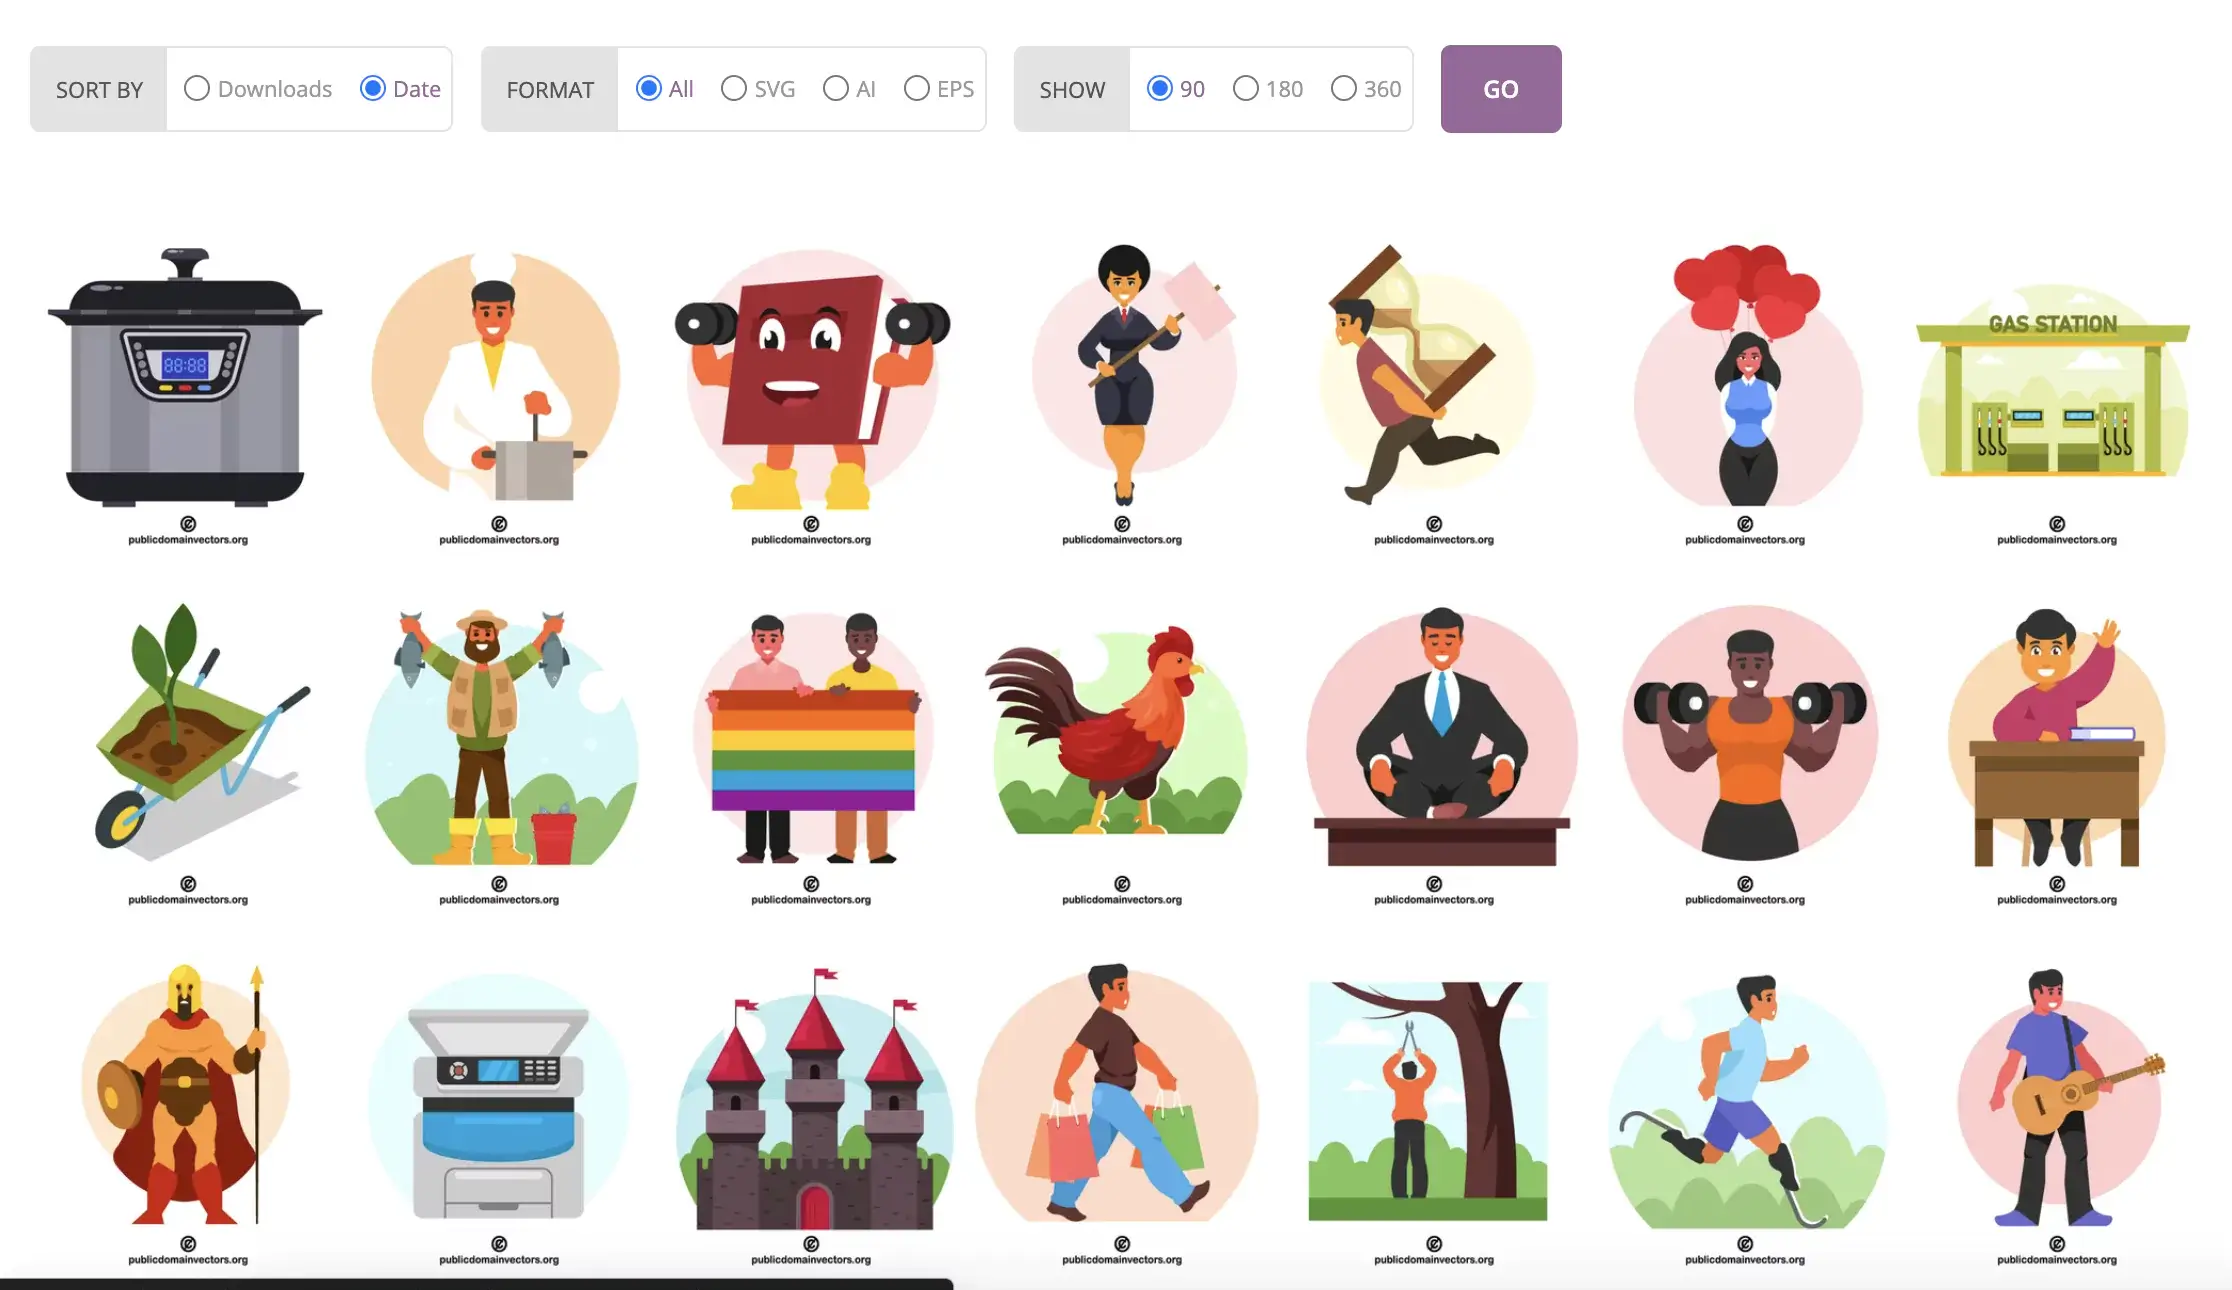 SORT BY Downloads Date FORMAT All SVG AI EPS SHOW 90 180 360 GO
88:88
GAS STATION
publicdomainvectors.org publicdomainvectors.org publicdomainvectors.org publicdomainvectors.org publicdomainvectors.org publicdomainvectors.org publicdomainvectors.org
publicdomainvectors.org publicdomainvectors.org publicdomainvectors.org publicdomainvectors.org publicdomainvectors.org publicdomainvectors.org publicdomainvectors.org
publicdomainvectors.org publicdomainvectors.org publicdomainvectors.org publicdomainvectors.org publicdomainvectors.org publicdomainvectors.org publicdomainvectors.org